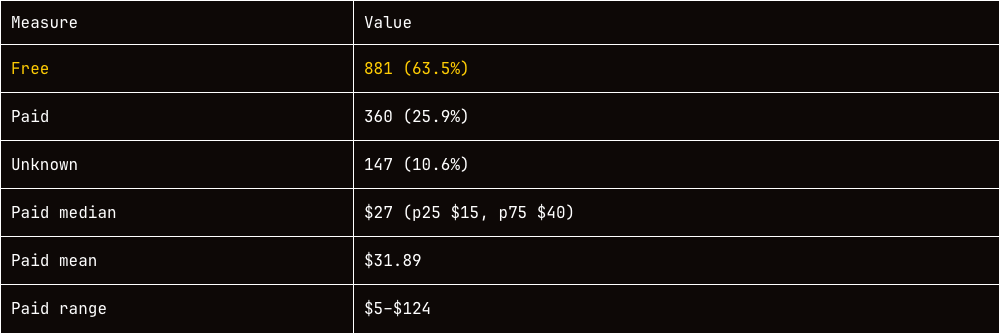 Measure Value
Free 881 (63.5%)
Paid 360 (25.9%)
Unknown 147 (10.6%)
Paid median $27 (p25 $15, p75 $40)
Paid mean $31.89
Paid range $5–$124